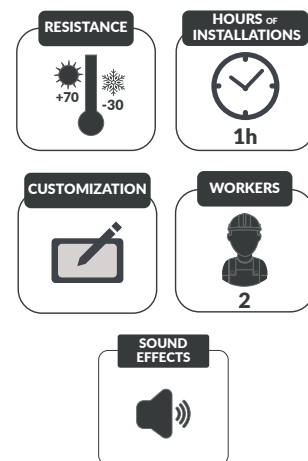 RESISTANCE
+70
-30
HOURS OF
INSTALLATIONS
1h
CUSTOMIZATION
WORKERS
2
SOUND
EFFECTS